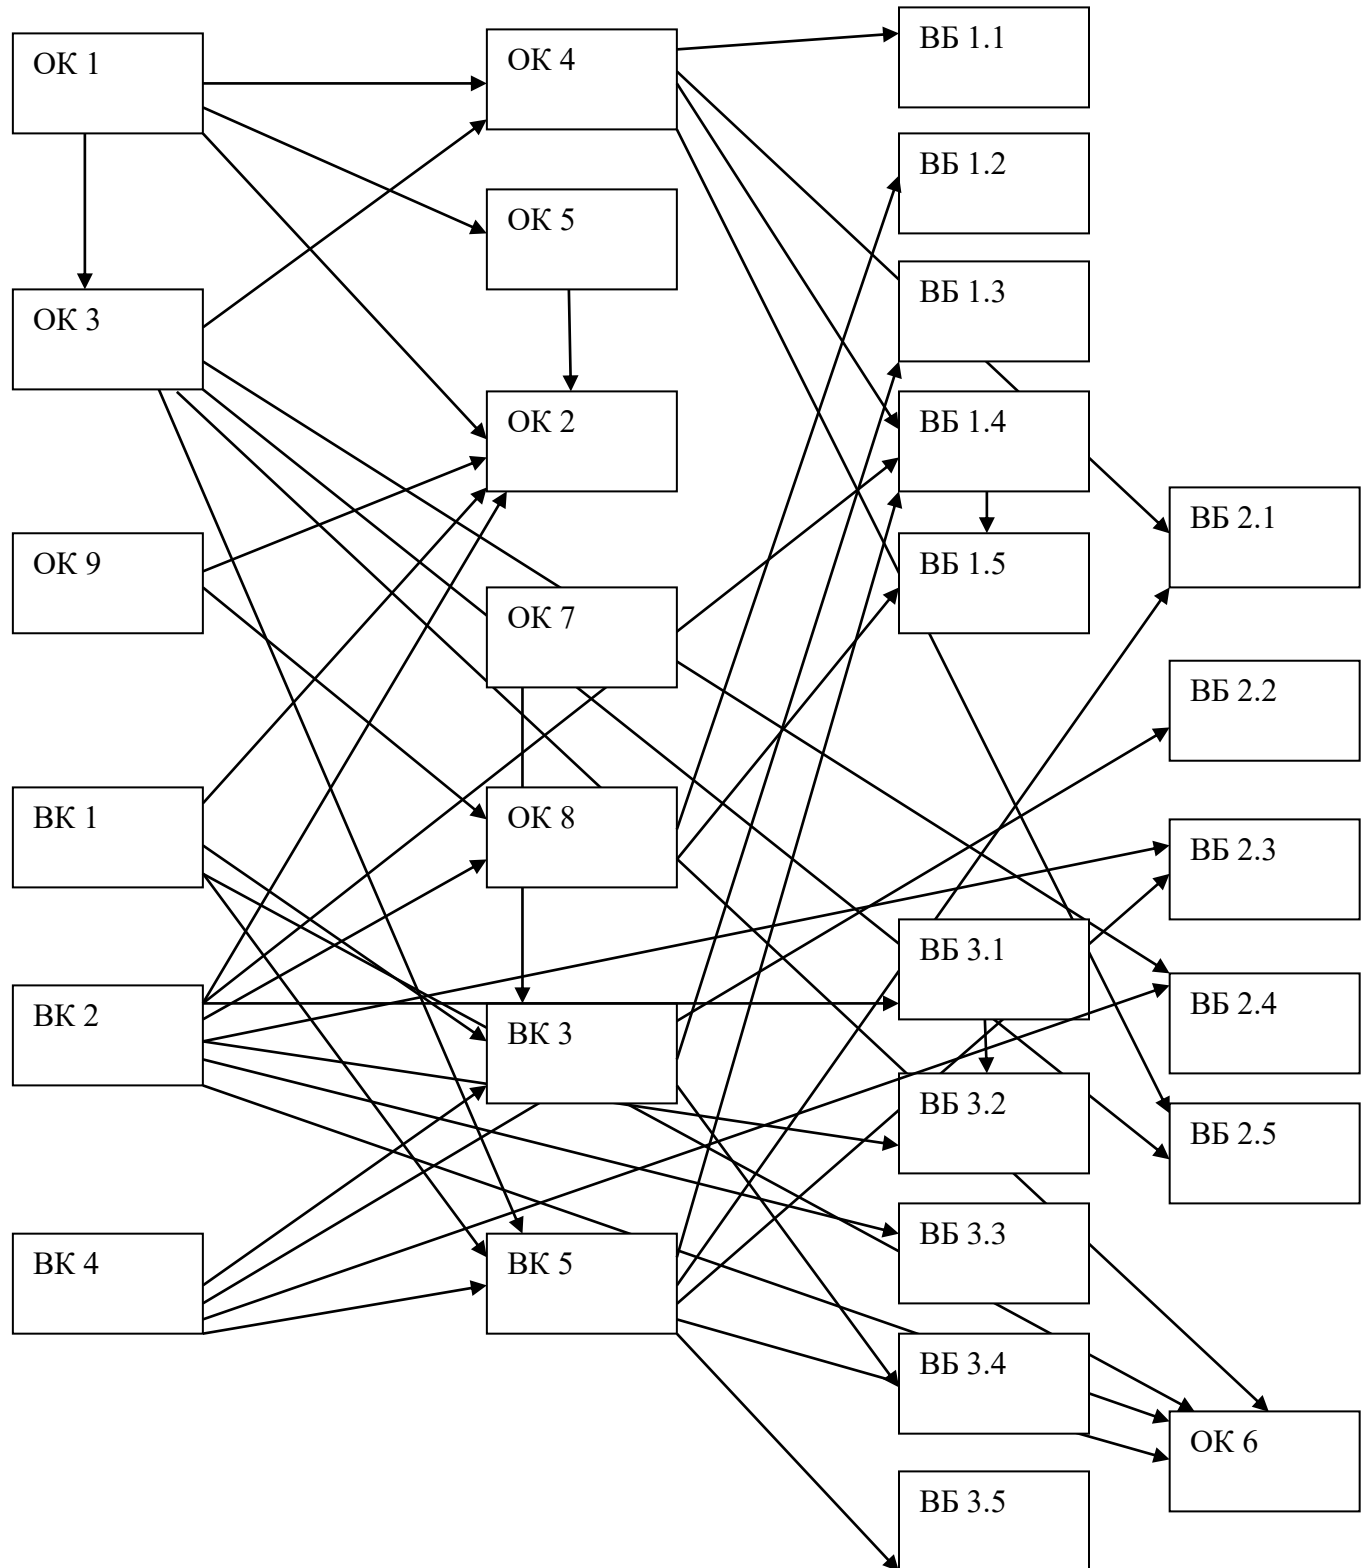 ОК 1
ОК 3
ОК 9
ВК 1
ВК 2
ВК 4
ОК 4
ОК 5
ОК 2
ОК 7
ОК 8
ВК 3
ВК 5
ВБ 1.1
ВБ 1.2
ВБ 1.3
ВБ 1.4
ВБ 1.5
ВБ 3.1
ВБ 3.2
ВБ 3.3
ВБ 3.4
ВБ 3.5
ВБ 2.1
ВБ 2.2
ВБ 2.3
ВБ 2.4
ВБ 2.5
ОК 6